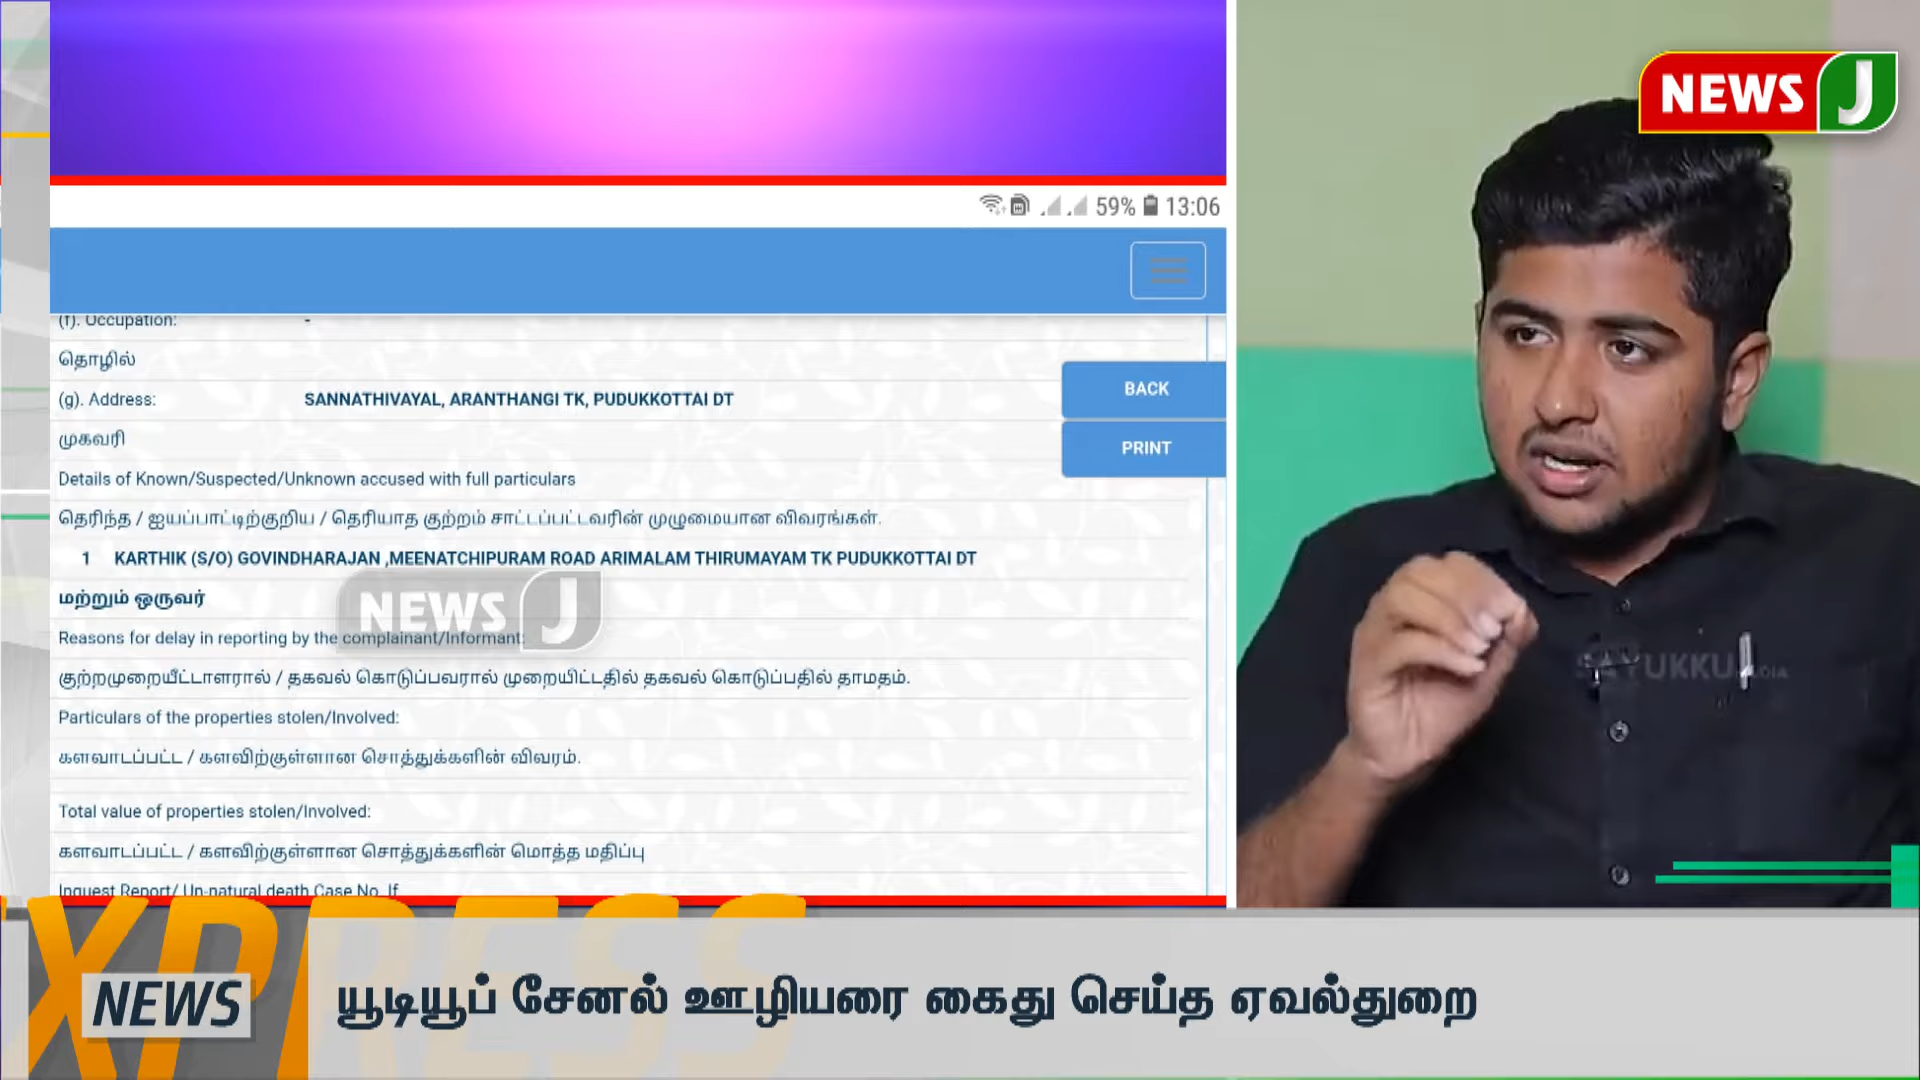 NEWS J
59% 13:06
(f). Occupation: -
தொழில்
BACK
(g). Address: SANNATHIVAYAL, ARANTHANGI TK, PUDUKKOTTAI DT
முகவரி
PRINT
Details of Known/Suspected/Unknown accused with full particulars
தெரிந்த / ஐயப்பாட்டிற்குறிய / தெரியாத குற்றம் சாட்டப்பட்டவரின் முழுமையான விவரங்கள்.
1 KARTHIK (S/O) GOVINDHARAJAN ,MEENATCHIPURAM ROAD ARIMALAM THIRUMAYAM TK PUDUKKOTTAI DT
மற்றும் ஒருவர்
NEWS J
Reasons for delay in reporting by the complainant/Informant:
குற்றமுறையீட்டாளரால் / தகவல் கொடுப்பவரால் முறையிட்டதில் தகவல் கொடுப்பதில் தாமதம்.
Particulars of the properties stolen/Involved:
களவாடப்பட்ட / களவிற்குள்ளான சொத்துக்களின் விவரம்.
Total value of properties stolen/Involved:
களவாடப்பட்ட / களவிற்குள்ளான சொத்துக்களின் மொத்த மதிப்பு
Inquest Report/ Un-natural death Case No. If
XPRESS
NEWS
யூடியூப் சேனல் ஊழியரை கைது செய்த ஏவல்துறை